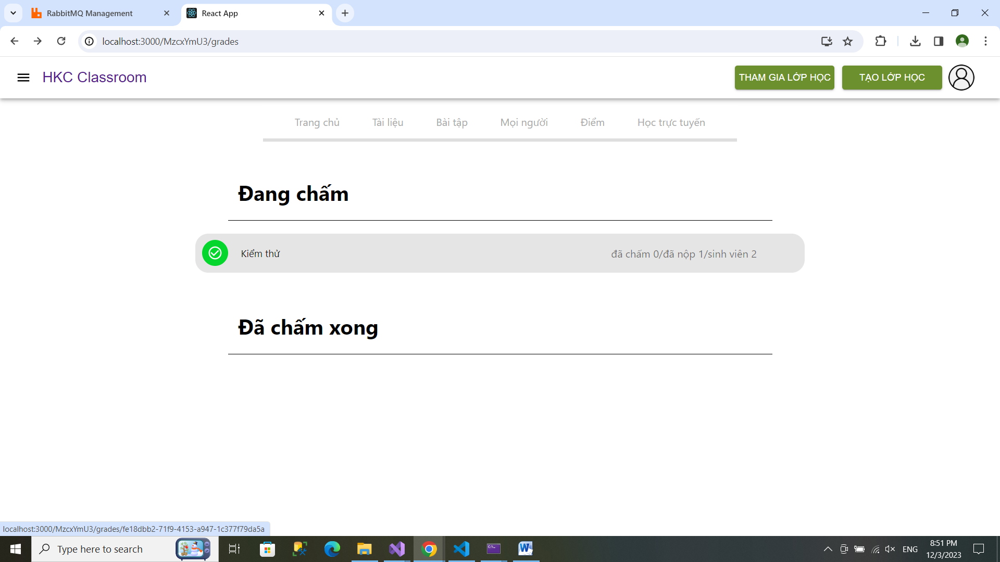 RabbitMQ Management
React App
localhost:3000/MzcxYmU3/grades
HKC Classroom
THAM GIA LỚP HỌC
TẠO LỚP HỌC
Trang chủ
Tài liệu
Bài tập
Mọi người
Điểm
Học trực tuyến
Đang chấm
Kiểm thử
đã chấm 0/đã nộp 1/sinh viên 2
Đã chấm xong
localhost:3000/MzcxYmU3/grades/fe18dbb2-71f9-4153-a947-1c377f79da5a
Type here to search
ENG
8:51 PM
12/3/2023